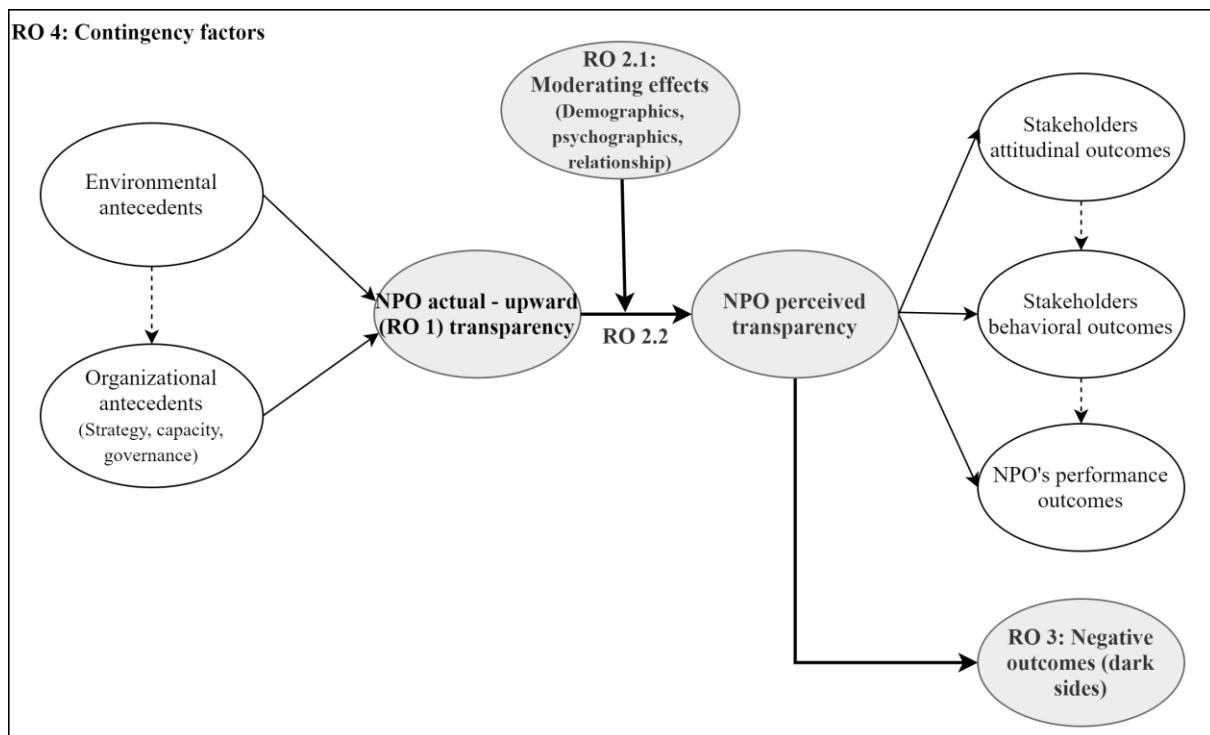 RO 4: Contingency factors
RO 2.1:
Moderating effects
(Demographics,
psychographics,
relationship)
Environmental
antecedents
Organizational
antecedents
(Strategy, capacity,
governance)
NPO actual - upward
(RO 1) transparency
RO 2.2
NPO perceived
transparency
Stakeholders
attitudinal outcomes
Stakeholders
behavioral outcomes
NPO's performance
outcomes
RO 3: Negative
outcomes (dark
sides)